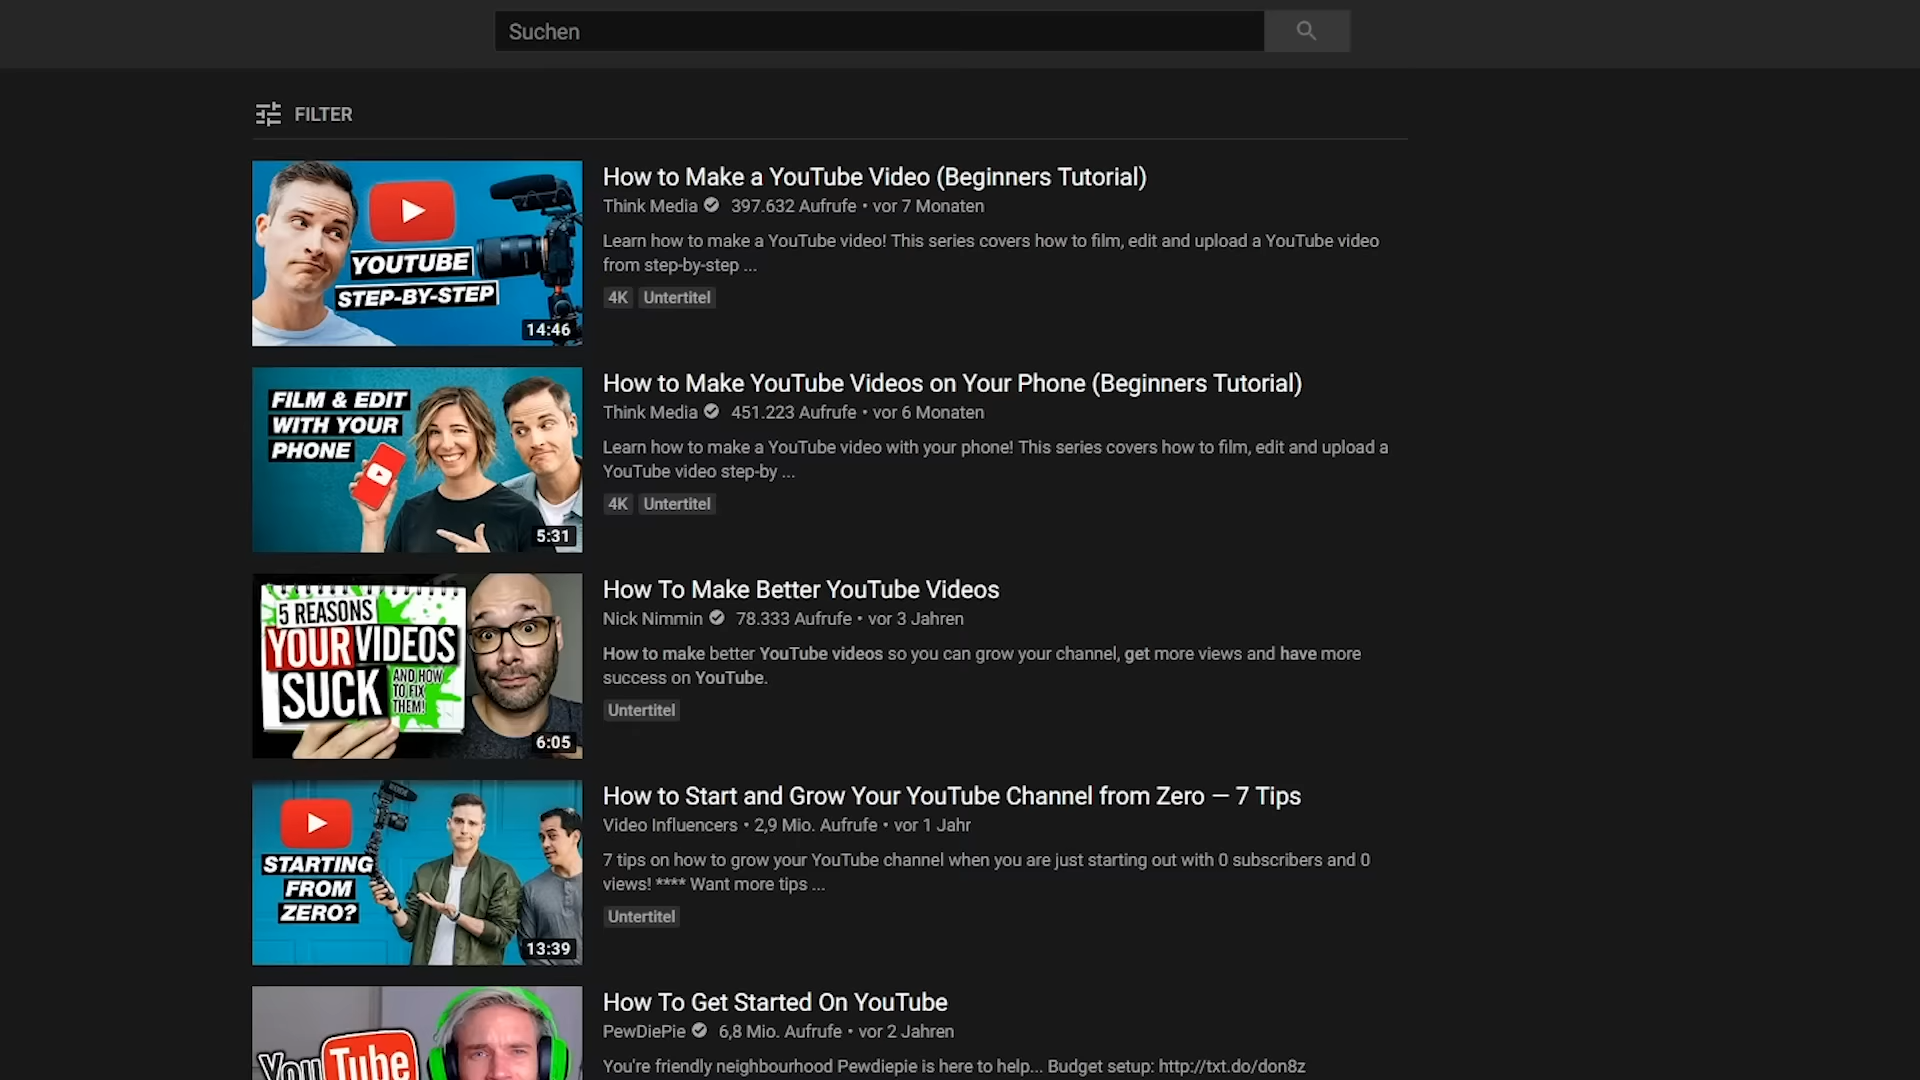 Suchen
FILTER
YOUTUBE
STEP-BY-STEP
14:46
How to Make a YouTube Video (Beginners Tutorial)
Think Media 397.632 Aufrufe • vor 7 Monaten
Learn how to make a YouTube video! This series covers how to film, edit and upload a YouTube video
from step-by-step ...
4K Untertitel
FILM & EDIT
WITH YOUR
PHONE
5:31
How to Make YouTube Videos on Your Phone (Beginners Tutorial)
Think Media 451.223 Aufrufe • vor 6 Monaten
Learn how to make a YouTube video with your phone! This series covers how to film, edit and upload a
YouTube video step-by ...
4K Untertitel
5 REASONS
YOUR VIDEOS
SUCK
AND HOW
TO FIX
THEM!
6:05
How To Make Better YouTube Videos
Nick Nimmin 78.333 Aufrufe • vor 3 Jahren
How to make better YouTube videos so you can grow your channel, get more views and have more
success on YouTube.
Untertitel
STARTING
FROM
ZERO?
13:39
How to Start and Grow Your YouTube Channel from Zero — 7 Tips
Video Influencers • 2,9 Mio. Aufrufe • vor 1 Jahr
7 tips on how to grow your YouTube channel when you are just starting out with 0 subscribers and 0
views! **** Want more tips ...
Untertitel
YouTube
How To Get Started On YouTube
PewDiePie 6,8 Mio. Aufrufe • vor 2 Jahren
You're friendly neighbourhood Pewdiepie is here to help... Budget setup: http://txt.do/don8z